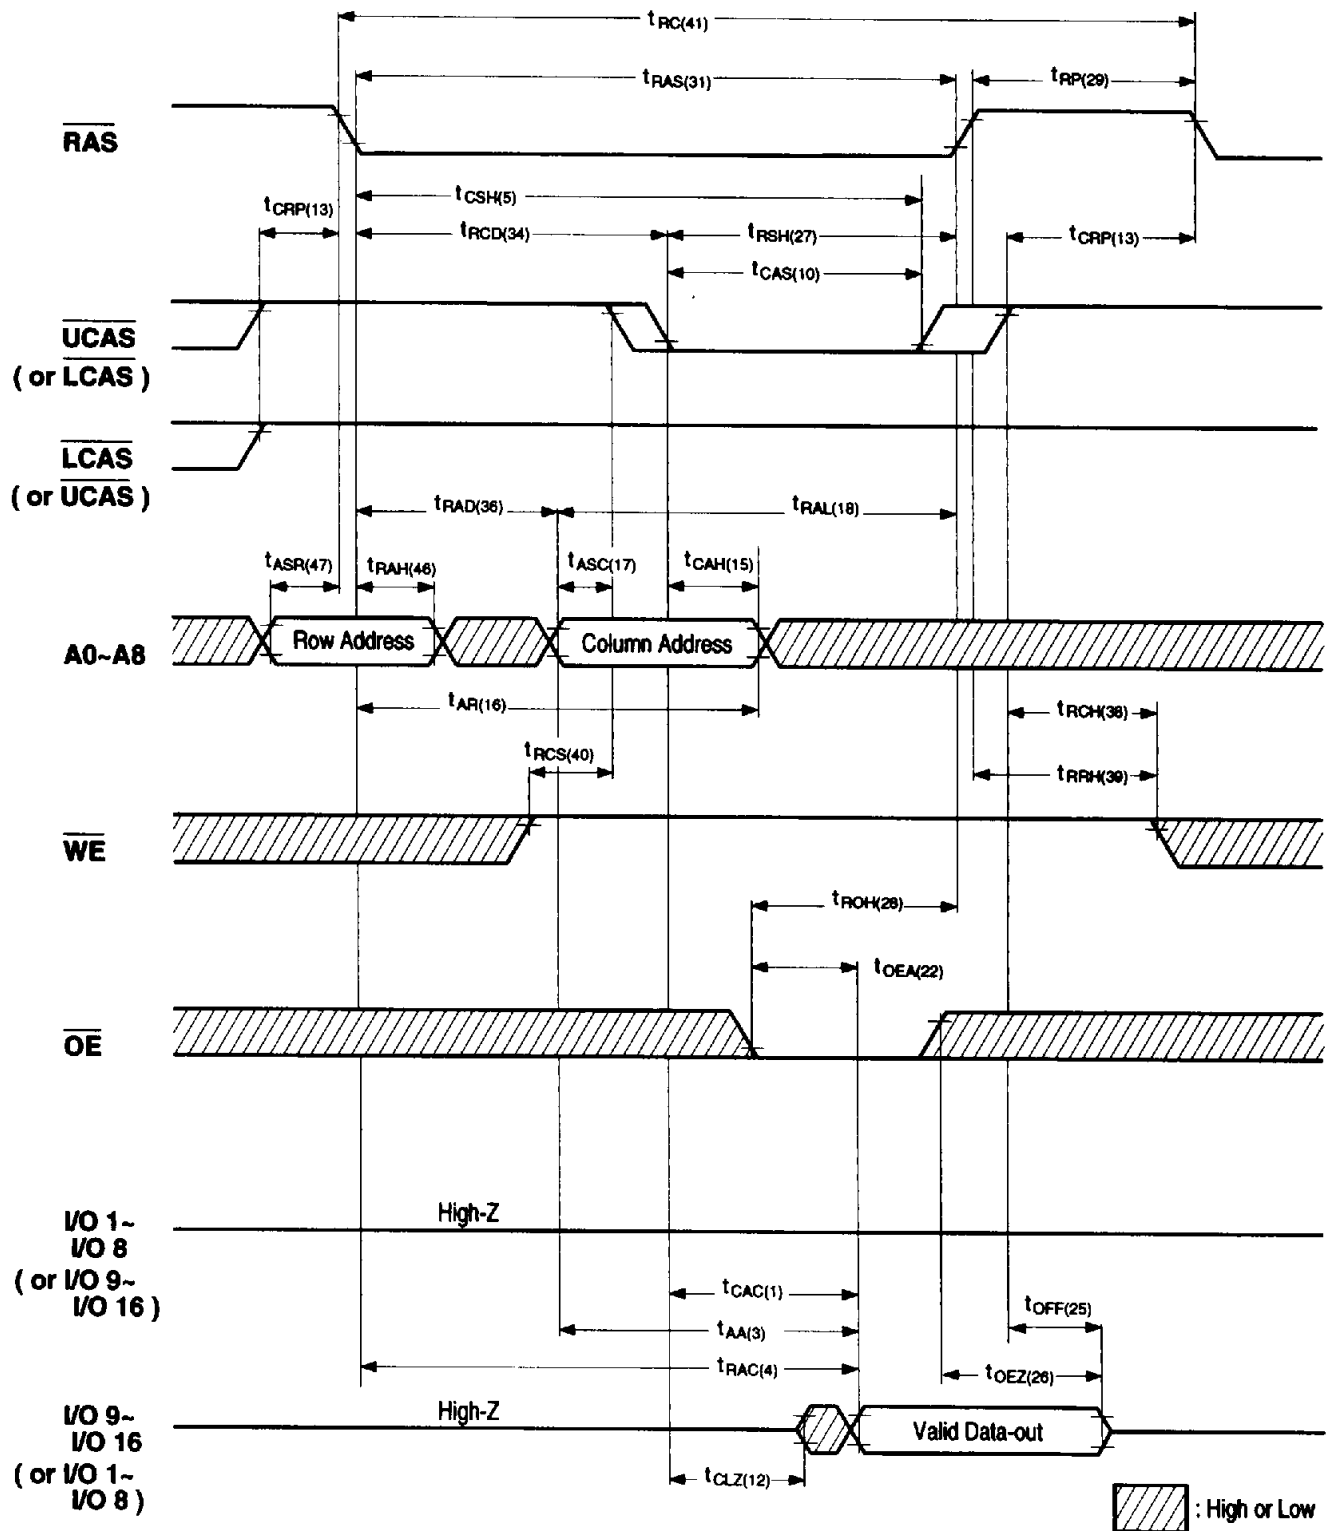 tRC(41)
tRAS(31)
tRP(29)
RAS
tCSH(5)
tCRP(13)
tRCD(34)
tRSH(27)
tCRP(13)
tCAS(10)
UCAS
( or LCAS )
LCAS
( or UCAS )
tRAD(36)
tRAL(18)
tASR(47)
tRAH(46)
tASC(17)
tCAH(15)
A0~A8
Row Address
Column Address
tAR(16)
tRCH(38)
tRCS(40)
tRRH(39)
WE
tROH(28)
tOEA(22)
OE
I/O 1~
I/O 8
( or I/O 9~
I/O 16 )
High-Z
tCAC(1)
tOFF(25)
tAA(3)
tRAC(4)
tOEZ(26)
I/O 9~
I/O 16
( or I/O 1~
I/O 8 )
High-Z
Valid Data-out
tCLZ(12)
: High or Low